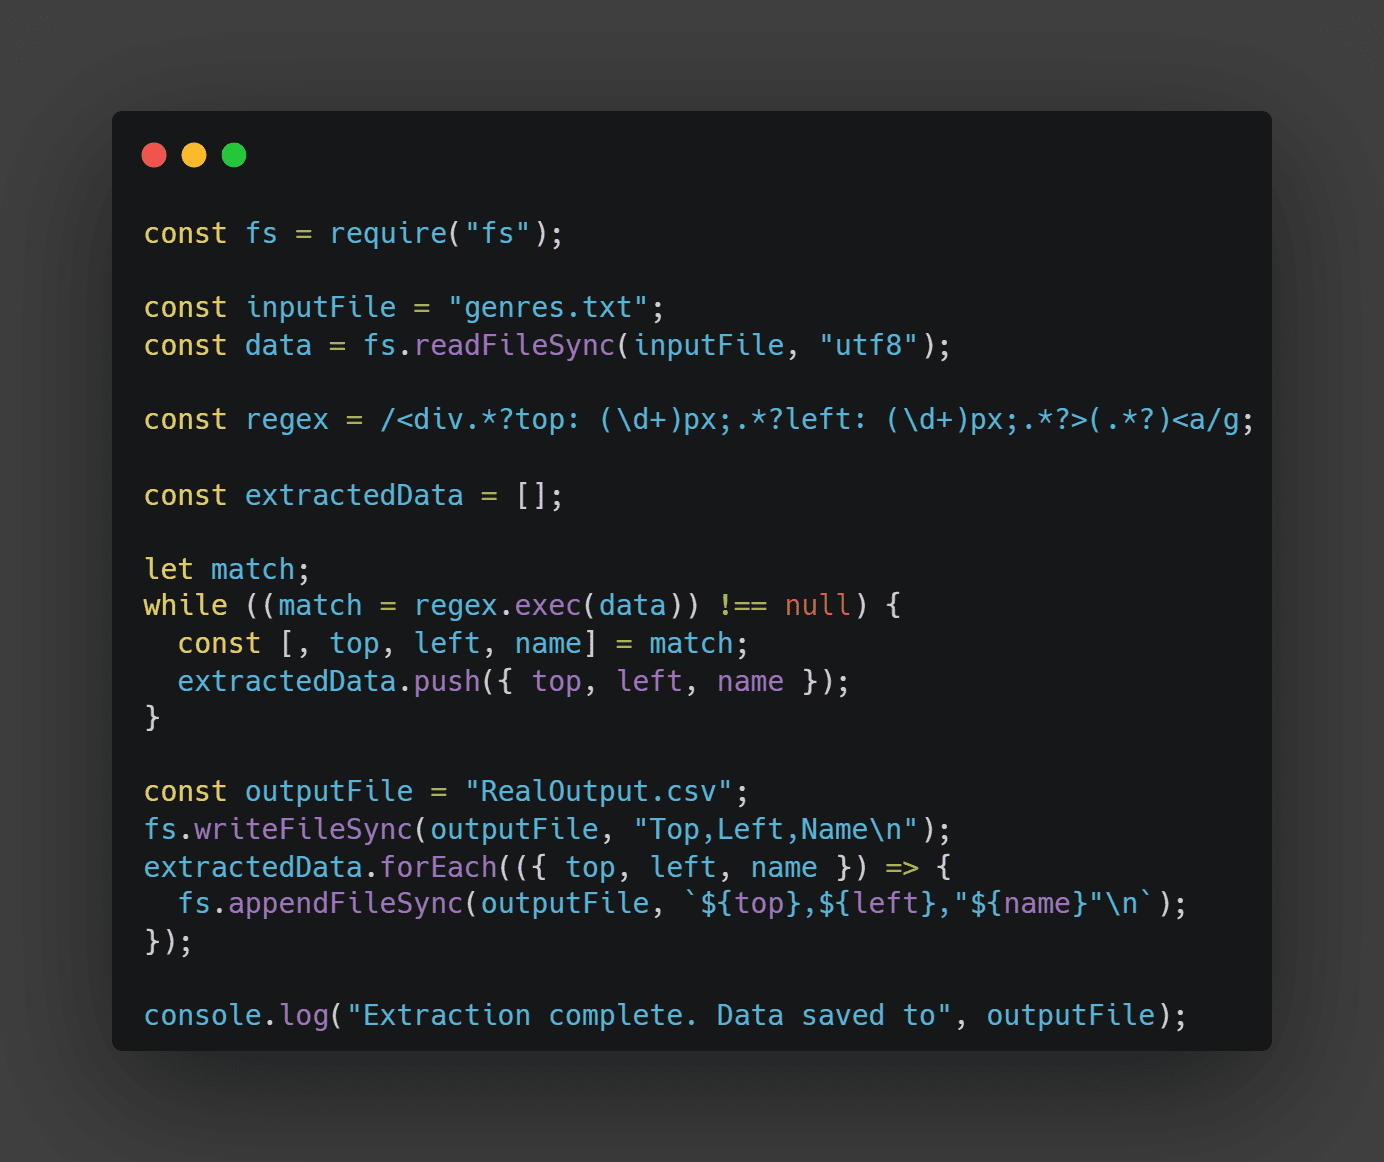 const fs = require("fs");
const inputFile = "genres.txt";
const data = fs.readFileSync(inputFile, "utf8");
const regex = /<div.*?top: (\d+)px;.*?left: (\d+)px;.*?>(.*?)<a/g;
const extractedData = [];
let match;
while ((match = regex.exec(data)) !== null) {
  const [, top, left, name] = match;
  extractedData.push({ top, left, name });
}
const outputFile = "RealOutput.csv";
fs.writeFileSync(outputFile, "Top,Left,Name\n");
extractedData.forEach(({ top, left, name }) => {
  fs.appendFileSync(outputFile, `${top},${left},"${name}"\n`);
});
console.log("Extraction complete. Data saved to", outputFile);